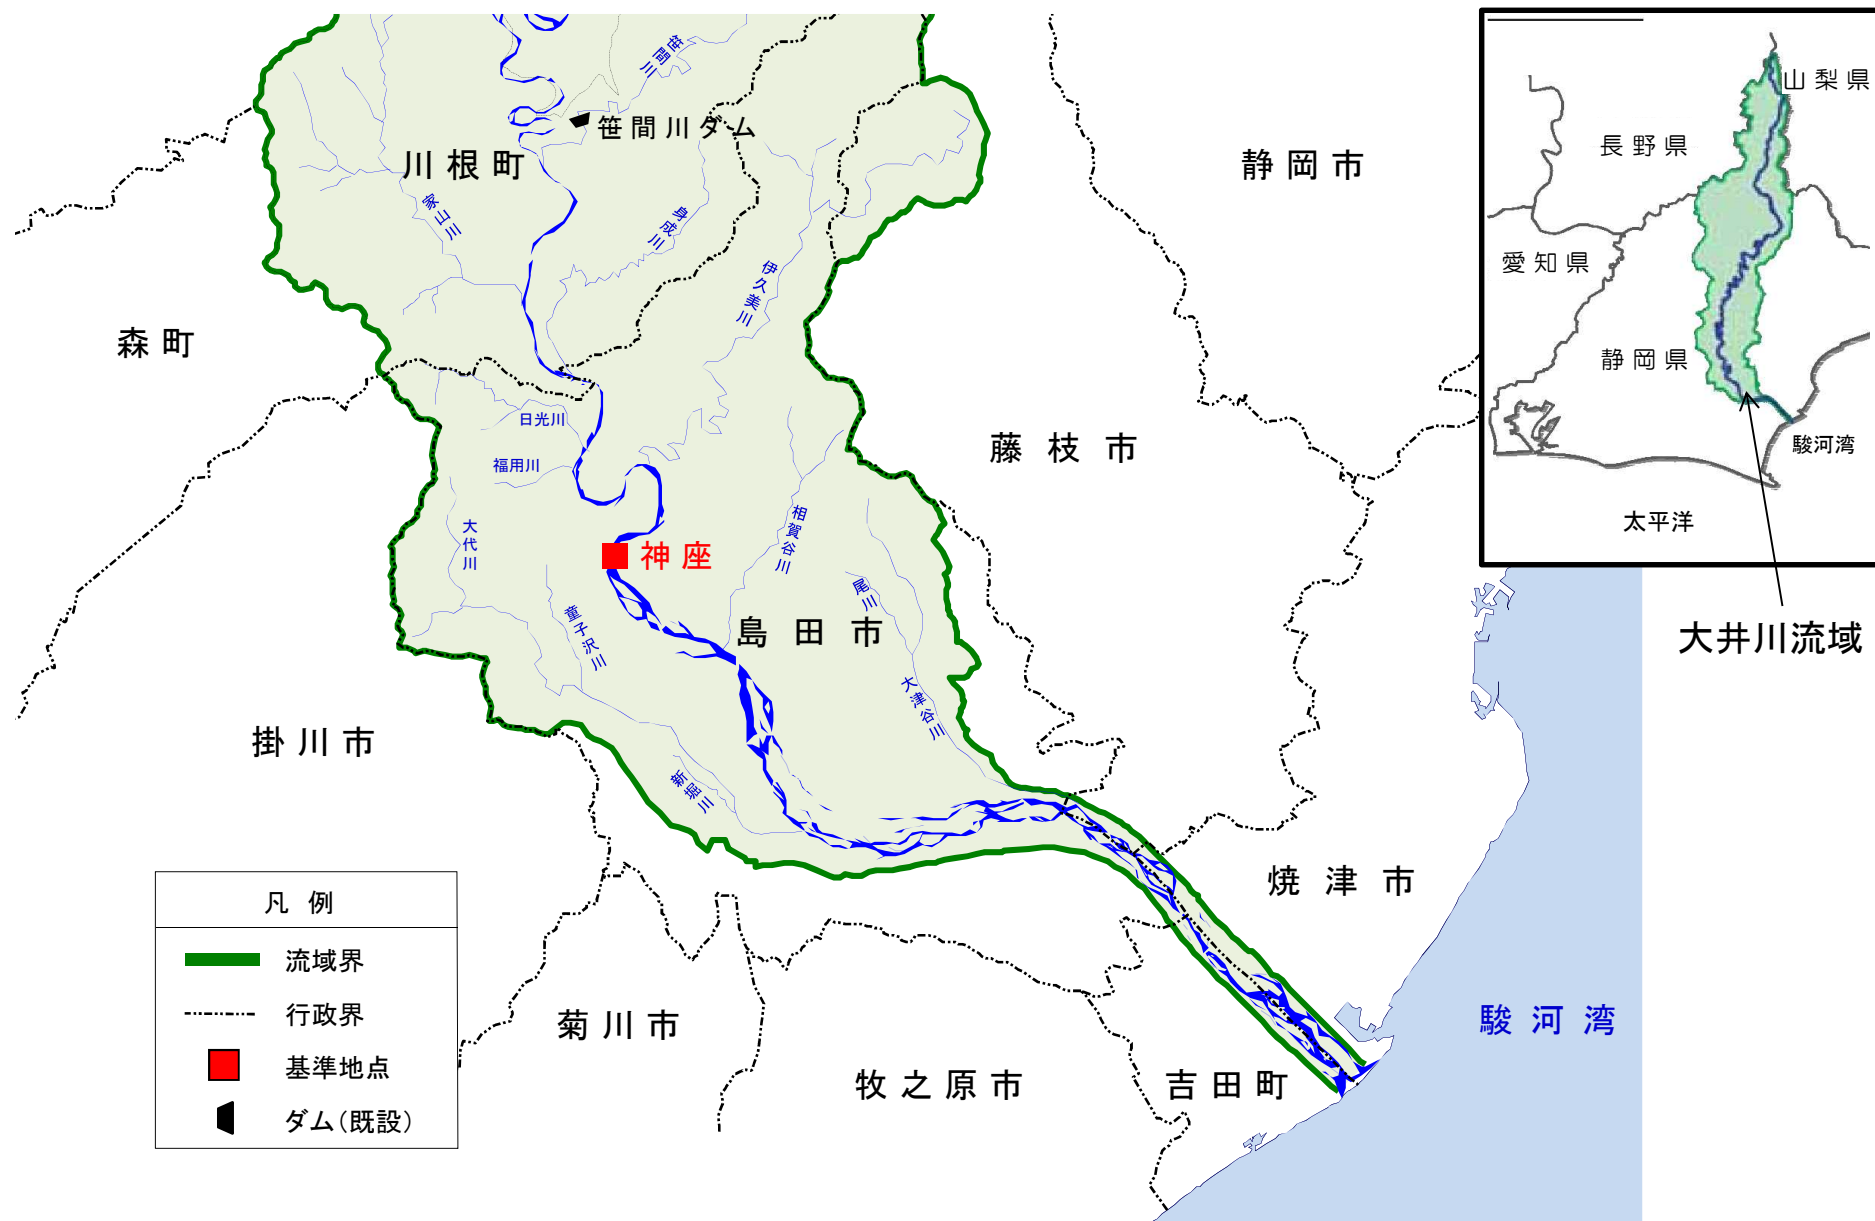 笹間川
笹間川ダム
川根町
静岡市
家山川
身成川
伊久美川
森町
日光川
福用川
藤枝市
大代川
相賀谷川
神座
尾川
童子沢川
島田市
大津谷川
掛川市
新堀川
焼津市
菊川市
牧之原市
吉田町
駿河湾
凡例
流域界
行政界
基準地点
ダム(既設)
山梨県
長野県
愛知県
静岡県
駿河湾
太平洋
大井川流域